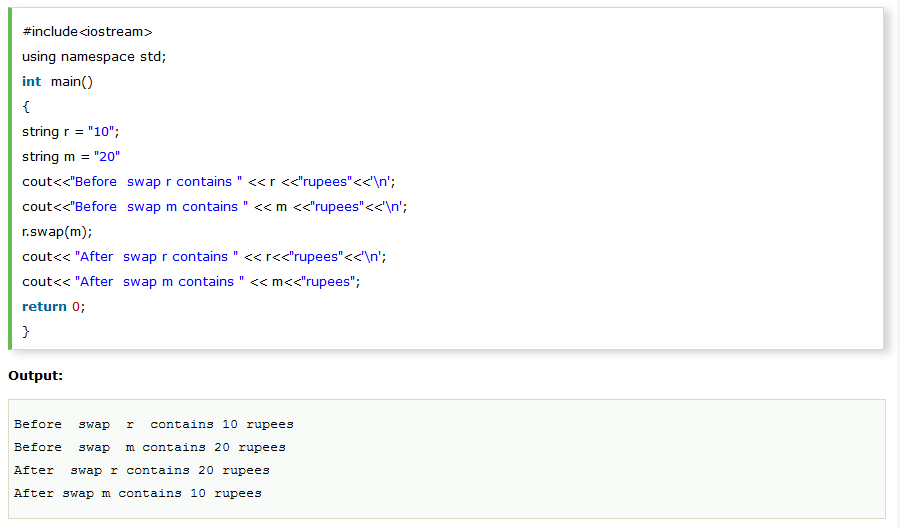 #include<iostream>
using namespace std;
int  main()
{
string r = "10";
string m = "20"
cout<<"Before  swap r contains " << r <<"rupees"<<'\n';
cout<<"Before  swap m contains " << m <<"rupees"<<'\n';
r.swap(m);
cout<< "After  swap r contains " << r<<"rupees"<<'\n';
cout<< "After  swap m contains " << m<<"rupees";
return 0;
}
Output:
Before  swap  r  contains 10 rupees
Before  swap  m contains 20 rupees
After  swap r contains 20 rupees
After swap m contains 10 rupees